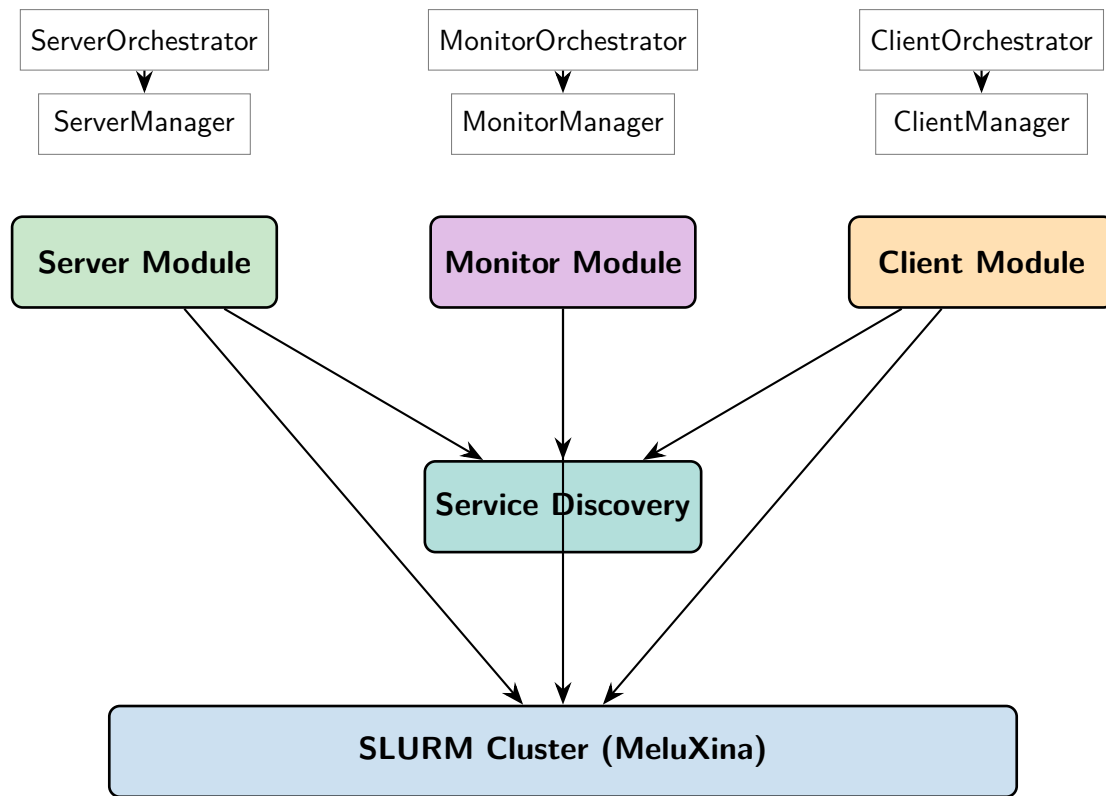 ServerOrchestrator
MonitorOrchestrator
ClientOrchestrator
ServerManager
MonitorManager
ClientManager
Server Module
Monitor Module
Client Module
Service Discovery
SLURM Cluster (MeluXina)